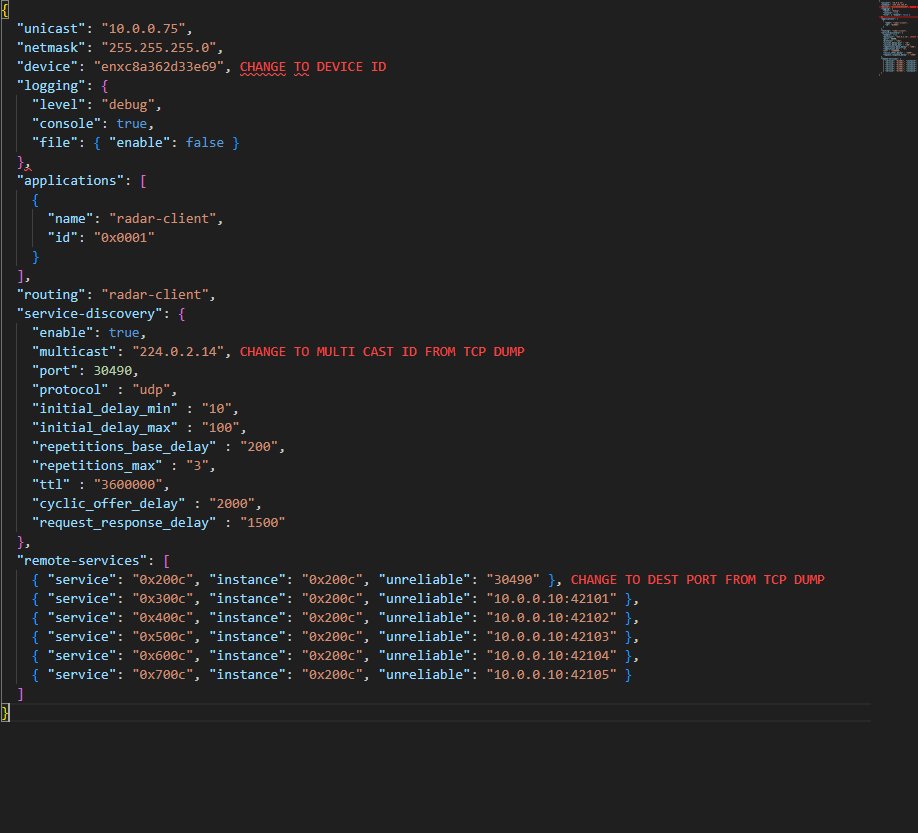 {
"unicast": "10.0.0.75",
"netmask": "255.255.255.0",
"device": "enxc8a362d33e69", CHANGE TO DEVICE ID
"logging": {
"level": "debug",
"console": true,
"file": { "enable": false }
},
"applications": [
{
"name": "radar-client",
"id": "0x0001"
}
],
"routing": "radar-client",
"service-discovery": {
"enable": true,
"multicast": "224.0.2.14", CHANGE TO MULTI CAST ID FROM TCP DUMP
"port": 30490,
"protocol" : "udp",
"initial_delay_min" : "10",
"initial_delay_max" : "100",
"repetitions_base_delay" : "200",
"repetitions_max" : "3",
"ttl" : "3600000",
"cyclic_offer_delay" : "2000",
"request_response_delay" : "1500"
},
"remote-services": [
{ "service": "0x200c", "instance": "0x200c", "unreliable": "30490" }, CHANGE TO DEST PORT FROM TCP DUMP
{ "service": "0x300c", "instance": "0x200c", "unreliable": "10.0.0.10:42101" },
{ "service": "0x400c", "instance": "0x200c", "unreliable": "10.0.0.10:42102" },
{ "service": "0x500c", "instance": "0x200c", "unreliable": "10.0.0.10:42103" },
{ "service": "0x600c", "instance": "0x200c", "unreliable": "10.0.0.10:42104" },
{ "service": "0x700c", "instance": "0x200c", "unreliable": "10.0.0.10:42105" }
]
}